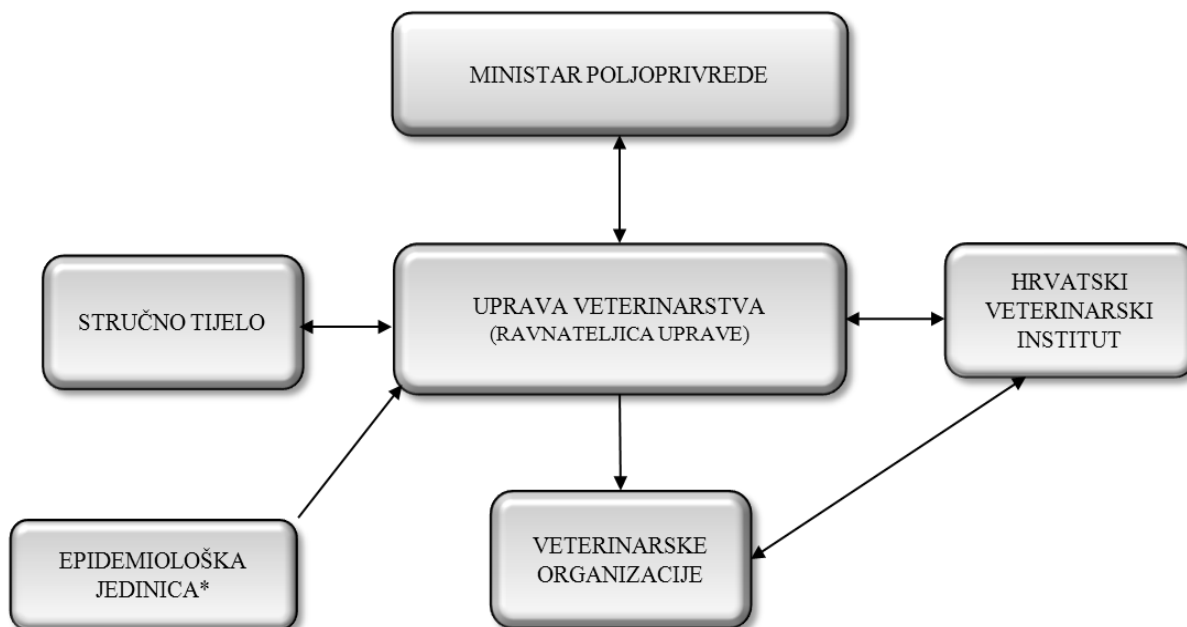 MINISTAR POLJOPRIVREDE
STRUČNO TIJELO
UPRAVA VETERINARSTVA
(RAVNATELJICA UPRAVE)
HRVATSKI
VETERINARSKI
INSTITUT
EPIDEMIOLOŠKA
JEDINICA*
VETERINARSKE
ORGANIZACIJE